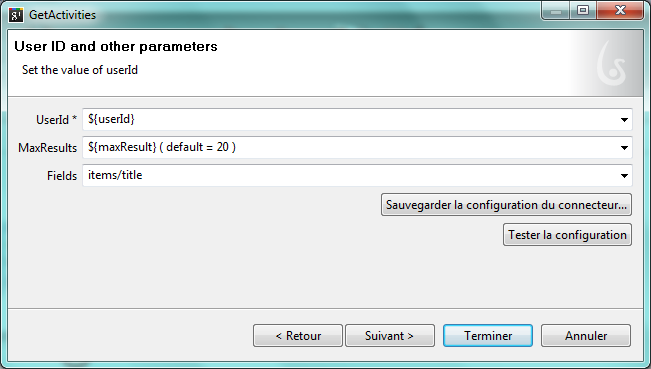 GetActivities
User ID and other parameters
Set the value of userId
UserId * ${userId}
MaxResults ${maxResult} ( default = 20 )
Fields items/title
Sauvegarder la configuration du connecteur...
Tester la configuration
< Retour Suivant > Terminer Annuler